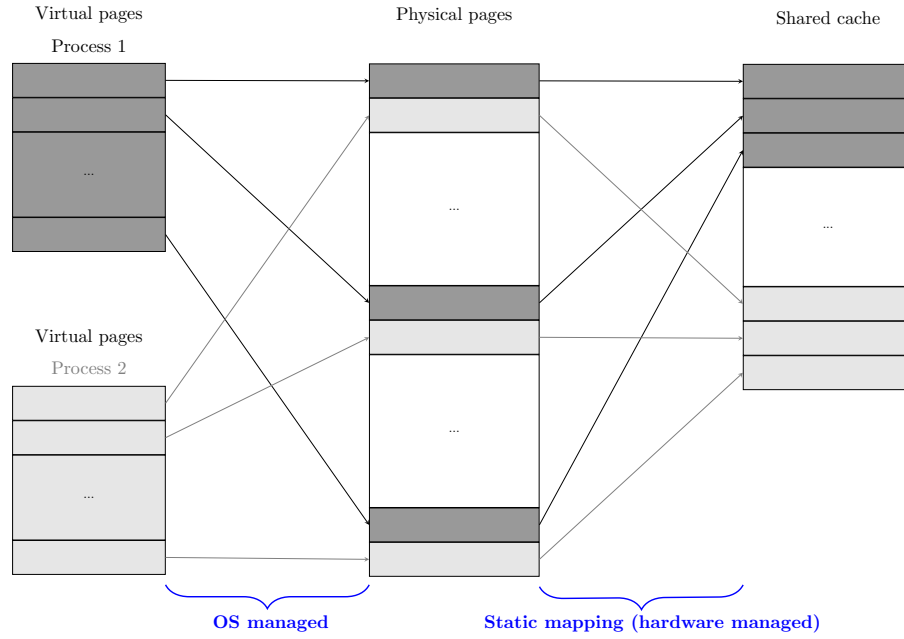 Virtual pages
Process 1
...
Virtual pages
Process 2
...
Physical pages
...
...
Shared cache
...
OS managed
Static mapping (hardware managed)